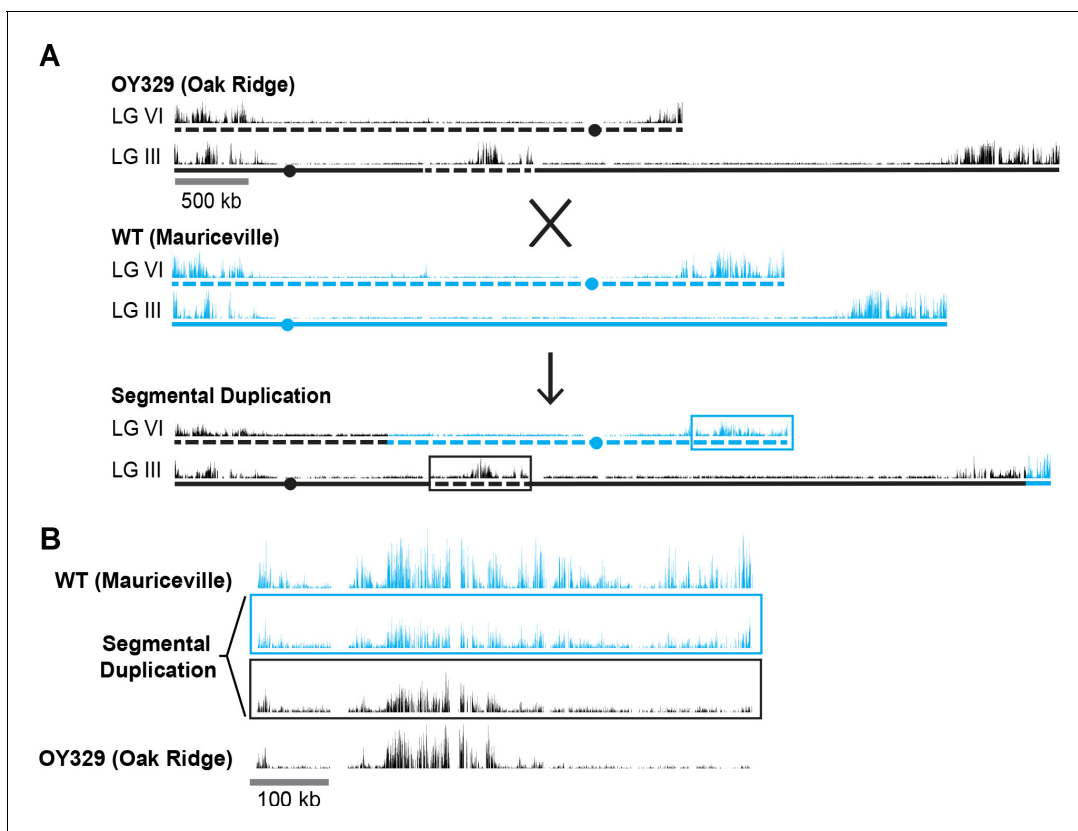 A
OY329 (Oak Ridge)
LG VI
LG III
500 kb
WT (Mauriceville)
LG VI
LG III
Segmental Duplication
LG VI
LG III
B
WT (Mauriceville)
Segmental
Duplication
OY329 (Oak Ridge)
100 kb